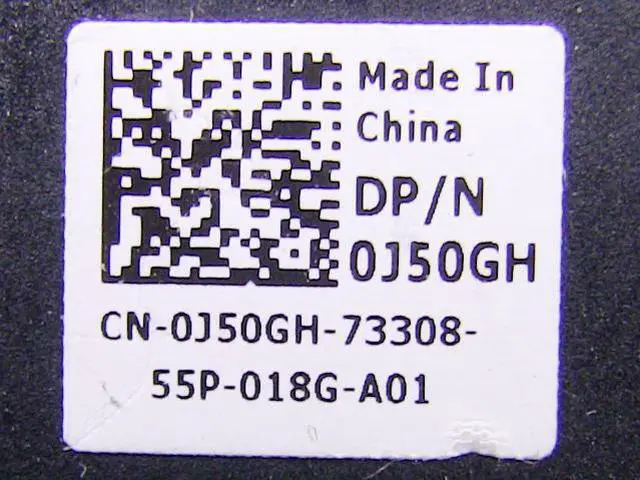 Made In
China
DP/N
0J50GH
CN-0J50GH-73308-
55P-018G-A01